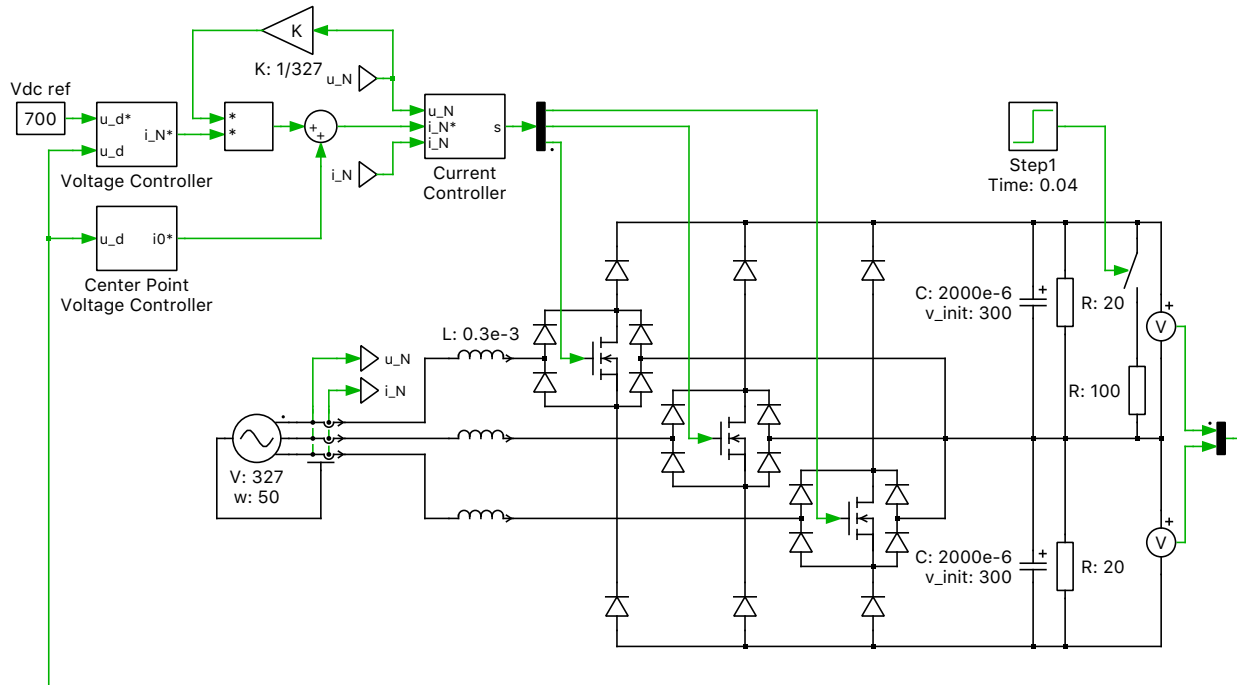 K
K: 1/327
u_N
Vdc ref
700
u_d*
i_N*
u_d
Voltage Controller
*
*
+
+
u_N
i_N*
i_N
s
i_N
Current
Controller
Step1
Time: 0.04
u_d
i0*
Center Point
Voltage Controller
L: 0.3e-3
u_N
i_N
V: 327
w: 50
C: 2000e-6
v_init: 300
+
R: 20
R: 100
+
V
C: 2000e-6
v_init: 300
+
R: 20
+
V